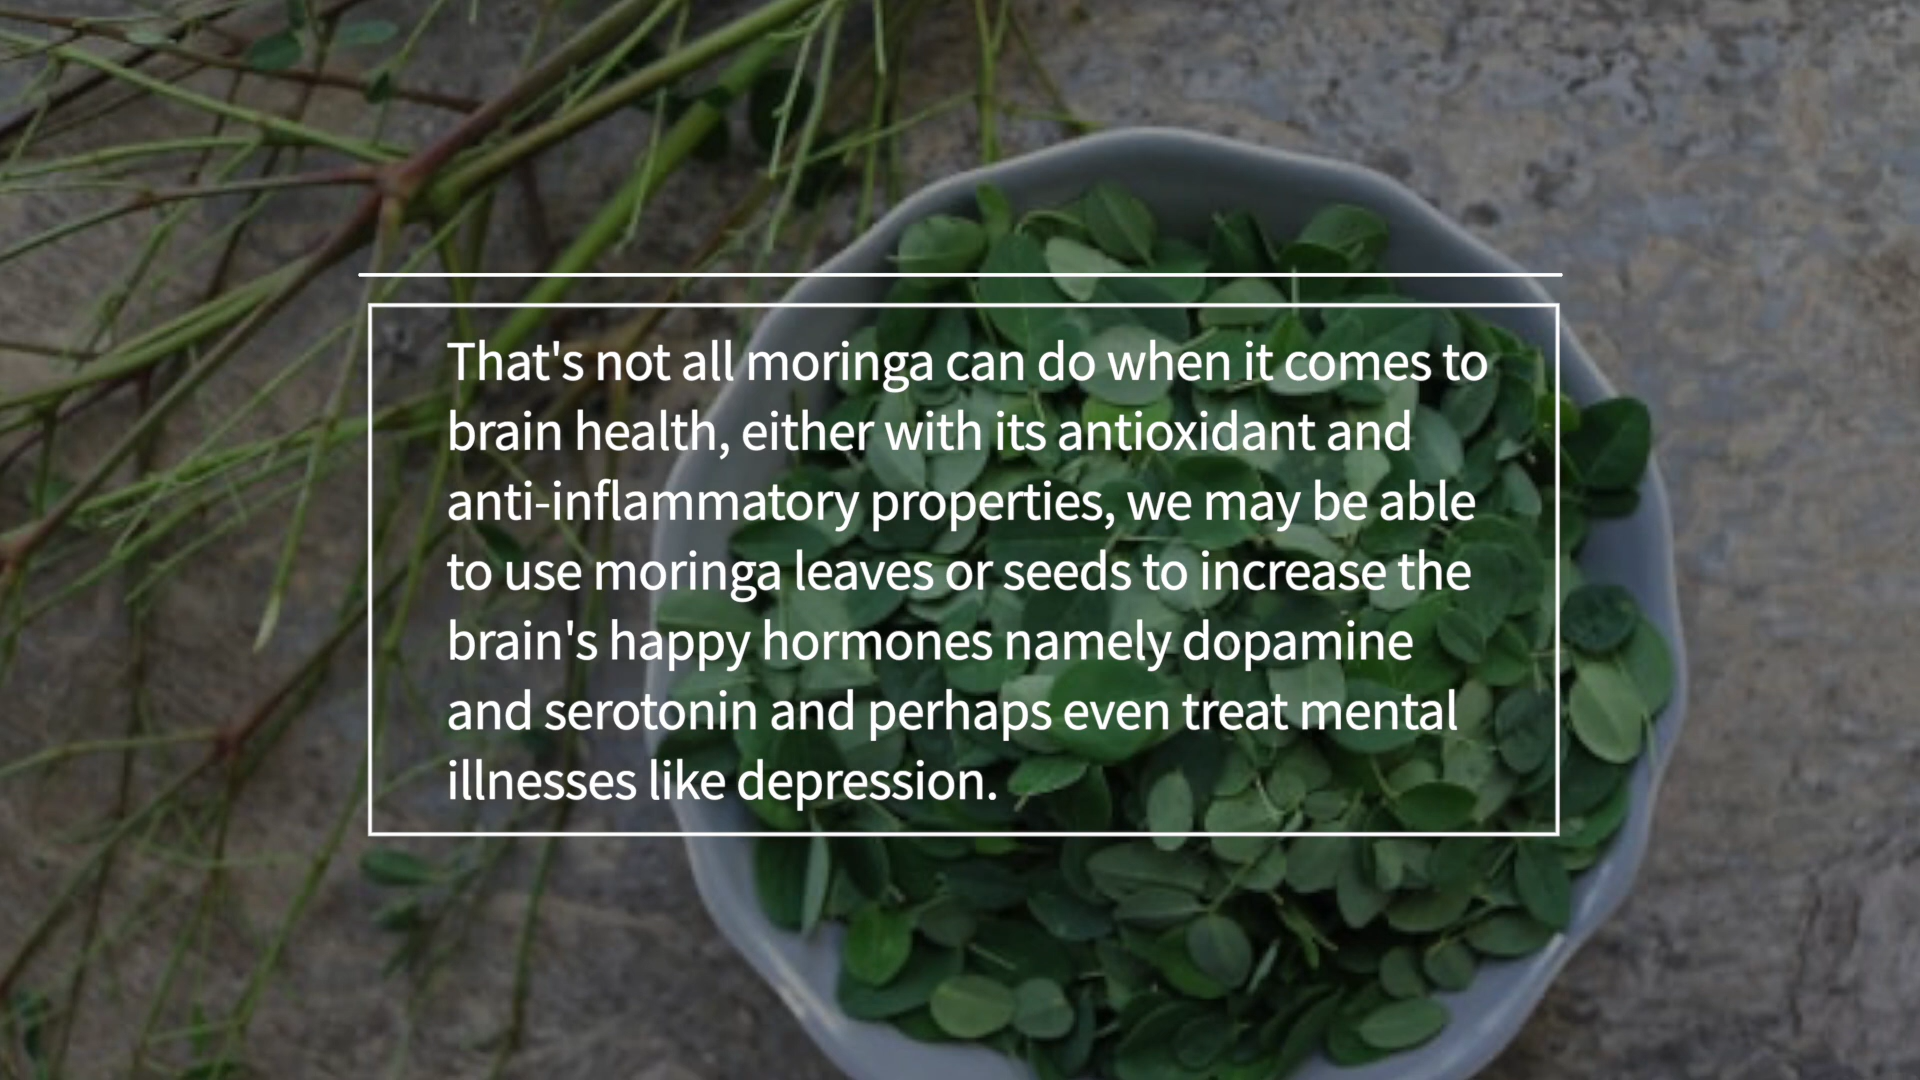 That's not all moringa can do when it comes to
brain health, either with its antioxidant and
anti-inflammatory properties, we may be able
to use moringa leaves or seeds to increase the
brain's happy hormones namely dopamine
and serotonin and perhaps even treat mental
illnesses like depression.